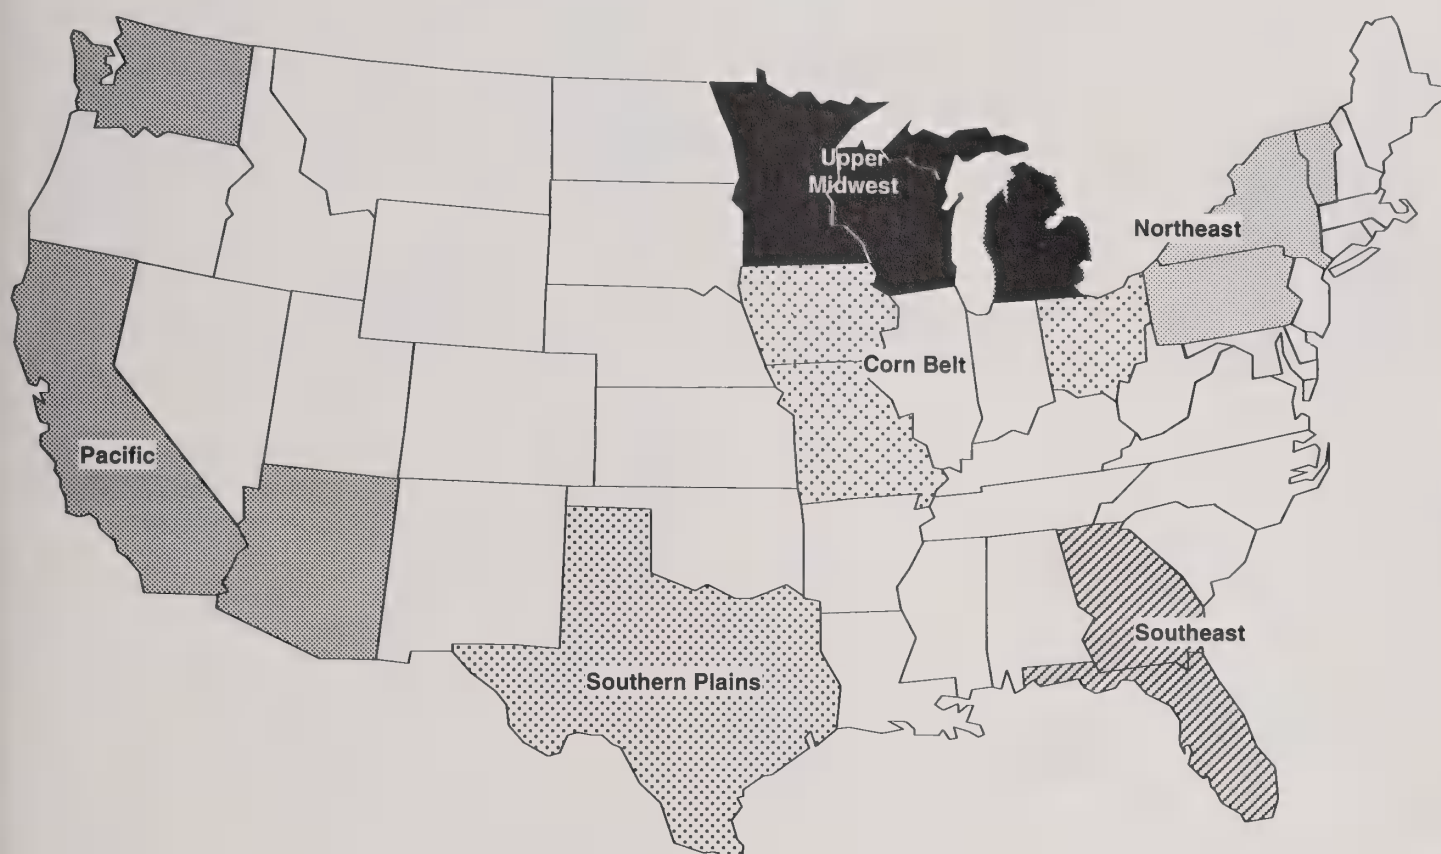 Upper
Midwest
Northeast
Corn Belt
Pacific
Southeast
Southern Plains